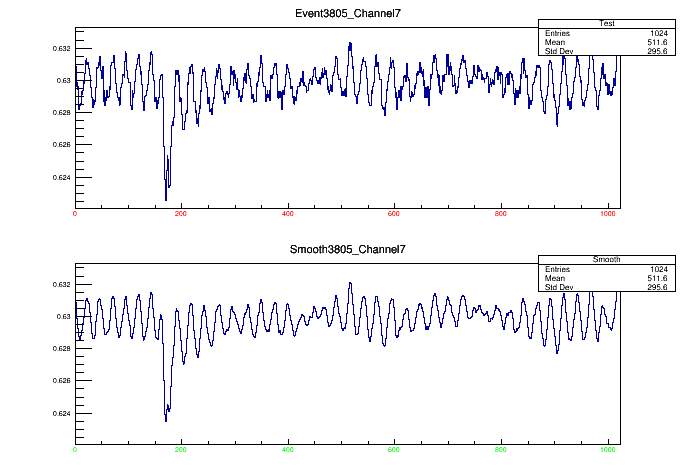 Event3805_Channel7
Test
Entries 1024
Mean 511.6
Std Dev 295.6
0.632
0.63
0.628
0.626
0.624
0 200 400 600 800 1000
Smooth3805_Channel7
Smooth
Entries 1024
Mean 511.6
Std Dev 295.6
0.632
0.63
0.628
0.626
0.624
0 200 400 600 800 1000